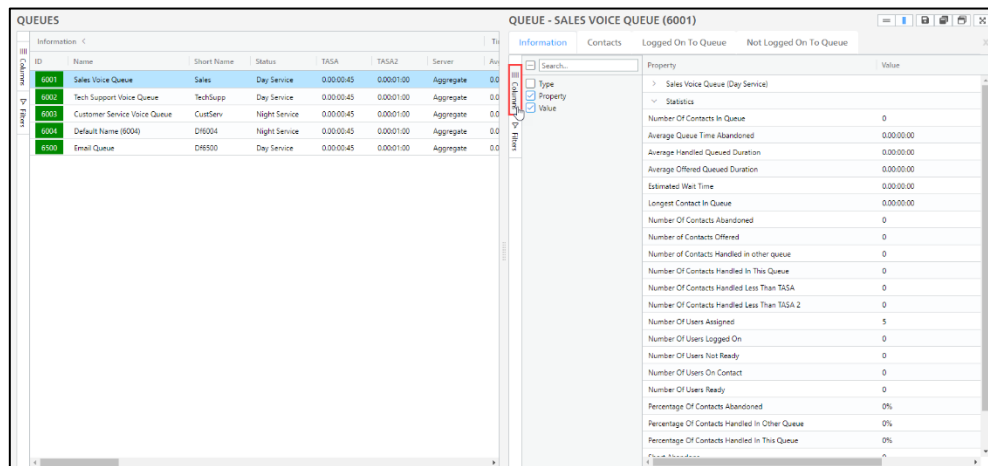 QUEUES
Information <
Ti
ID Name Short Name Status TASA TASA2 Server Av
6001 Sales Voice Queue Sales Day Service 0.00:00:45 0.00:01:00 Aggregate 0.0
6002 Tech Support Voice Queue TechSupp Day Service 0.00:00:45 0.00:01:00 Aggregate 0.0
6003 Customer Service Voice Queue CustServ Night Service 0.00:00:45 0.00:01:00 Aggregate 0.0
6004 Default Name (6004) Df6004 Night Service 0.00:00:45 0.00:01:00 Aggregate 0.0
6500 Email Queue Df6500 Day Service 0.00:00:45 0.00:01:00 Aggregate 0.0
Columns
Filters
QUEUE - SALES VOICE QUEUE (6001)
Information Contacts Logged On To Queue Not Logged On To Queue
Columns
Filters
Search...
Type
Property
Value
Property Value
> Sales Voice Queue (Day Service)
Statistics
Number Of Contacts In Queue 0
Average Queue Time Abandoned 0.00:00:00
Average Handled Queued Duration 0.00:00:00
Average Offered Queued Duration 0.00:00:00
Estimated Wait Time 0.00:00:00
Longest Contact In Queue 0.00:00:00
Number Of Contacts Abandoned 0
Number of Contacts Offered 0
Number of Contacts Handled in other queue 0
Number Of Contacts Handled In This Queue 0
Number Of Contacts Handled Less Than TASA 0
Number Of Contacts Handled Less Than TASA 2 0
Number Of Users Assigned 5
Number Of Users Logged On 0
Number Of Users Not Ready 0
Number Of Users On Contact 0
Number Of Users Ready 0
Percentage Of Contacts Abandoned 0%
Percentage Of Contacts Handled In Other Queue 0%
Percentage Of Contacts Handled In This Queue 0%